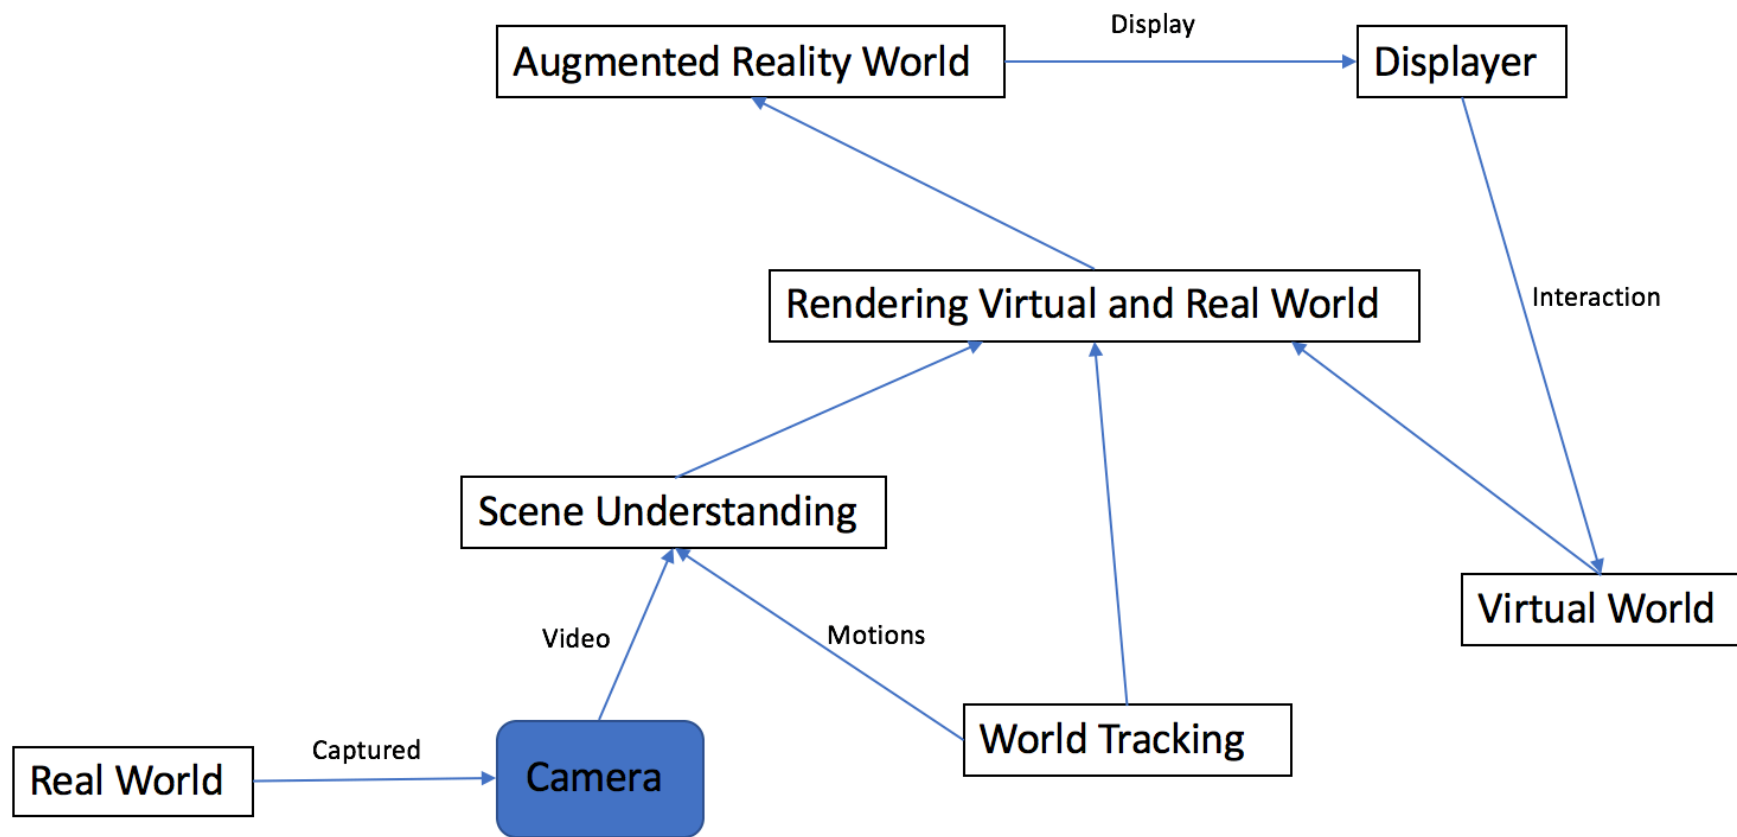 Display
Augmented Reality World
Displayer
Rendering Virtual and Real World
Interaction
Scene Understanding
Virtual World
Video
Motions
World Tracking
Captured
Real World
Camera